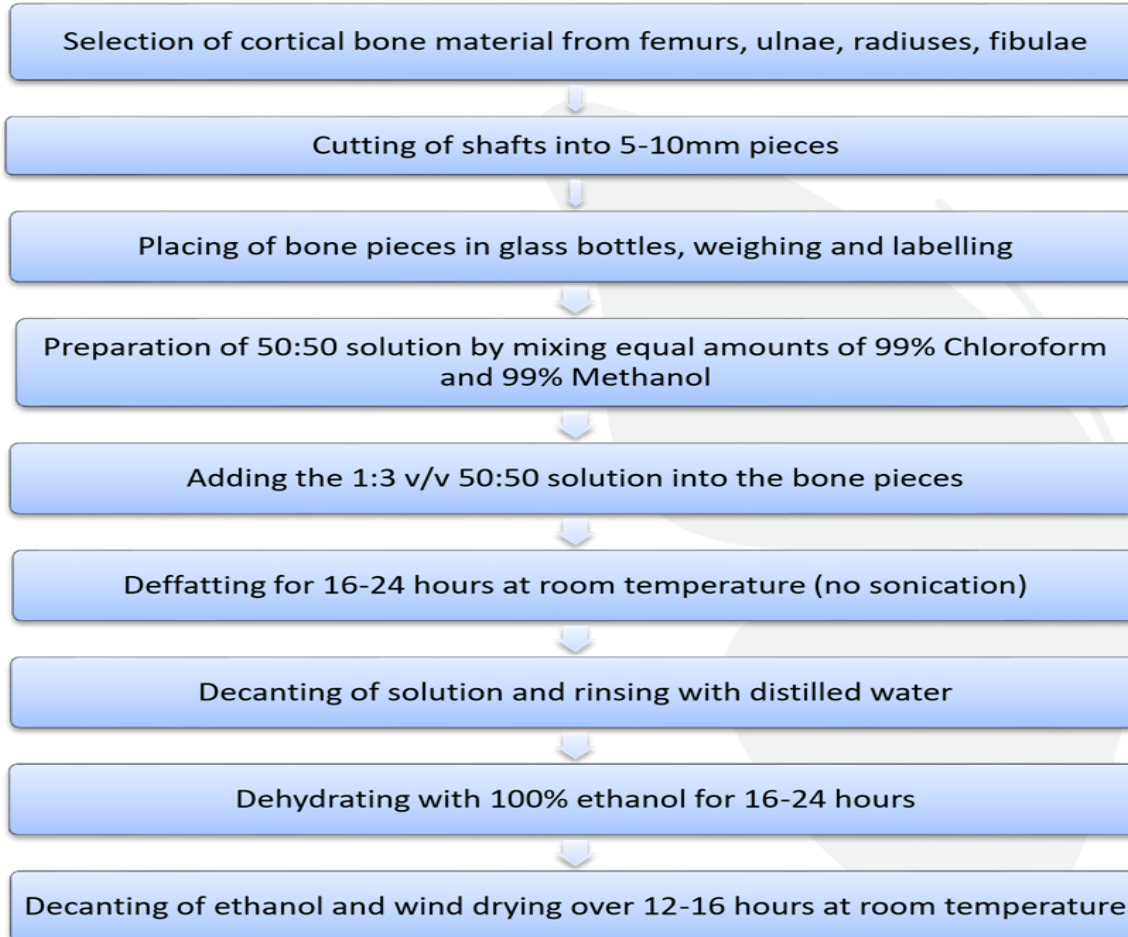 Selection of cortical bone material from femurs, ulnae, radiuses, fibulae
Cutting of shafts into 5-10mm pieces
Placing of bone pieces in glass bottles, weighing and labelling
Preparation of 50:50 solution by mixing equal amounts of 99% Chloroform
and 99% Methanol
Adding the 1:3 v/v 50:50 solution into the bone pieces
Deffatting for 16-24 hours at room temperature (no sonication)
Decanting of solution and rinsing with distilled water
Dehydrating with 100% ethanol for 16-24 hours
Decanting of ethanol and wind drying over 12-16 hours at room temperature